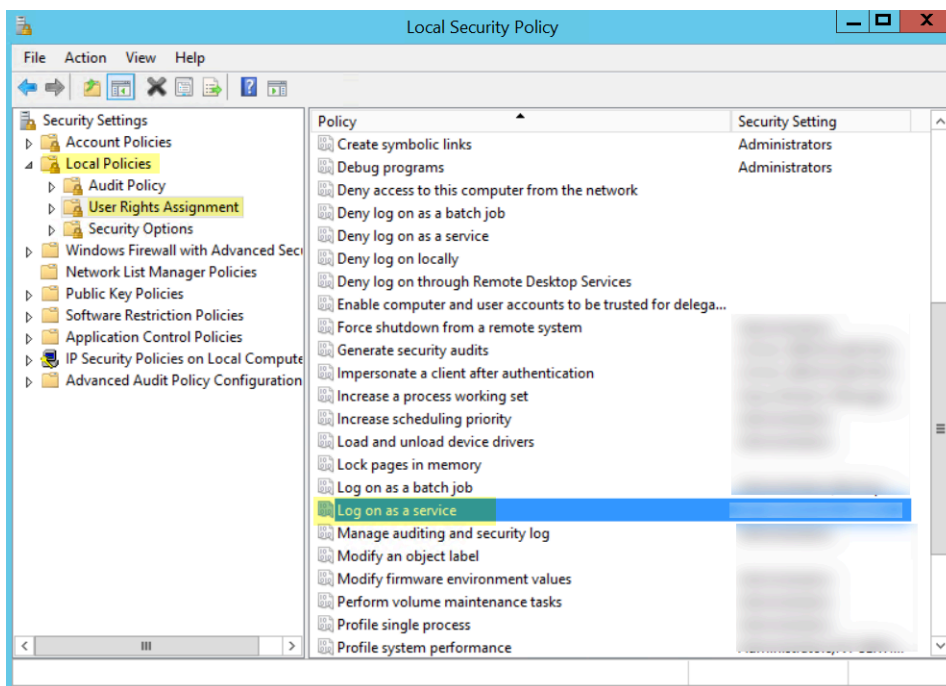 Local Security Policy
File Action View Help
Security Settings
Account Policies
Local Policies
Audit Policy
User Rights Assignment
Security Options
Windows Firewall with Advanced Secu
Network List Manager Policies
Public Key Policies
Software Restriction Policies
Application Control Policies
IP Security Policies on Local Compute
Advanced Audit Policy Configuration
Policy Security Setting
Create symbolic links Administrators
Debug programs Administrators
Deny access to this computer from the network
Deny log on as a batch job
Deny log on as a service
Deny log on locally
Deny log on through Remote Desktop Services
Enable computer and user accounts to be trusted for delega...
Force shutdown from a remote system
Generate security audits
Impersonate a client after authentication
Increase a process working set
Increase scheduling priority
Load and unload device drivers
Lock pages in memory
Log on as a batch job
Log on as a service
Manage auditing and security log
Modify an object label
Modify firmware environment values
Perform volume maintenance tasks
Profile single process
Profile system performance